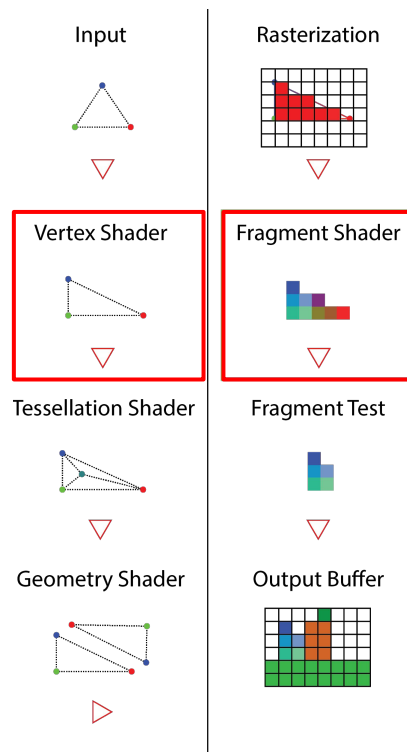 Input
Vertex Shader
Tessellation Shader
Geometry Shader
Rasterization
Fragment Shader
Fragment Test
Output Buffer